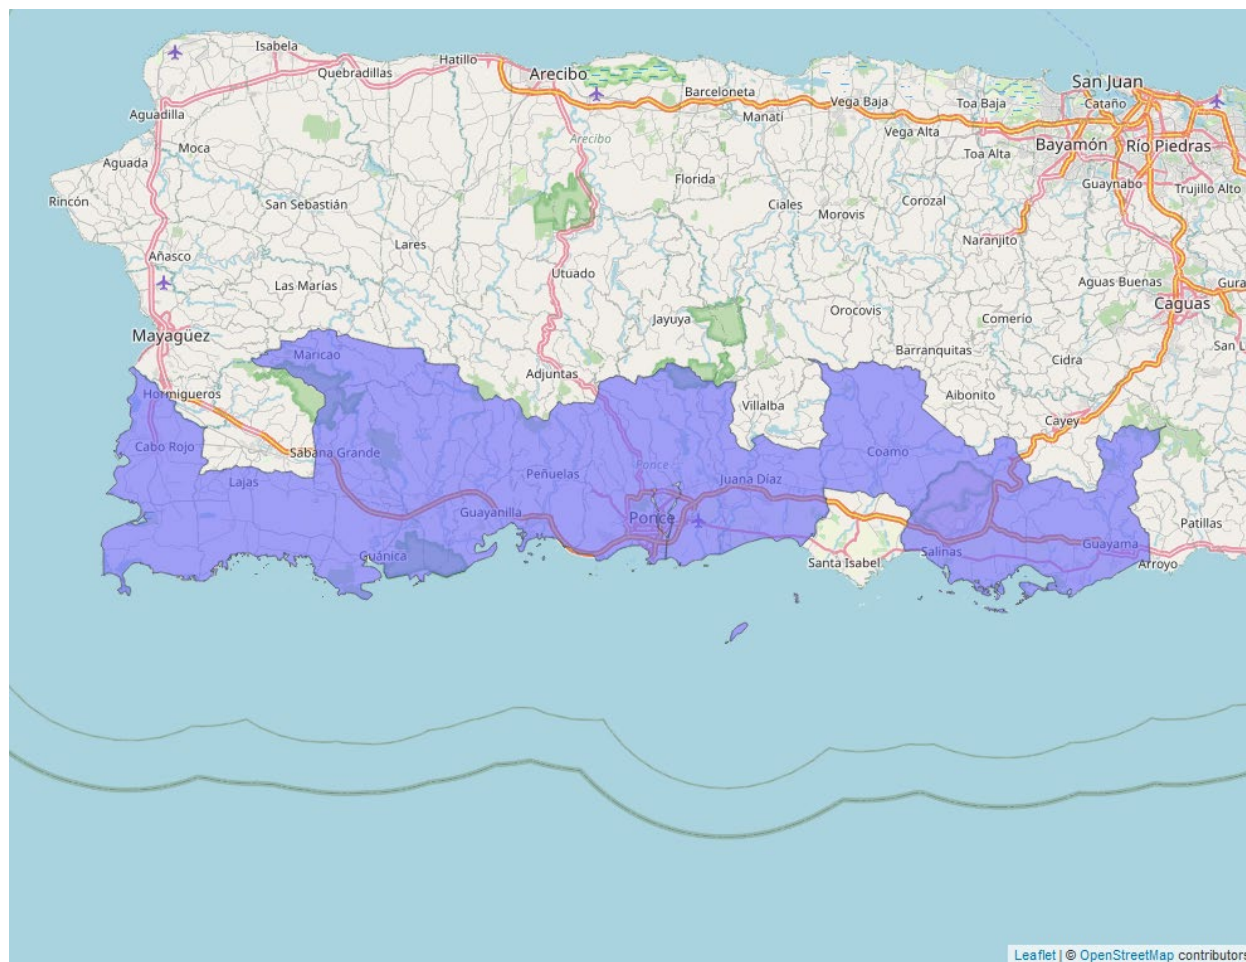 Isabela
Hatillo
Quebradillas
Arecibo
San Juan
Barceloneta
Aguadilla
Manatí
Vega Baja
Toa Baja
Cataño
Vega Alta
Arecibo
Bayamón
Río Piedras
Moca
Aguada
Toa Alta
Florida
Guaynabo
Trujillo Alto
Rincón
San Sebastián
Ciales
Morovis
Corozal
Lares
Naranjito
Añasco
Utuado
Las Marías
Aguas Buenas
Gura
Caguas
Orocovis
Jayuya
Comerío
Mayagüez
San L
Maricao
Barranquitas
Cidra
Adjuntas
Hormigueros
Aibonito
Villalba
Cayey
Cabo Rojo
Sabana Grande
Coamo
Ponce
Peñuelas
Juana Díaz
Lajas
Guayanilla
Ponce
Patillas
Guayama
Salinas
Guánica
Santa Isabel
Arroyo
Leaflet | © OpenStreetMap contributors